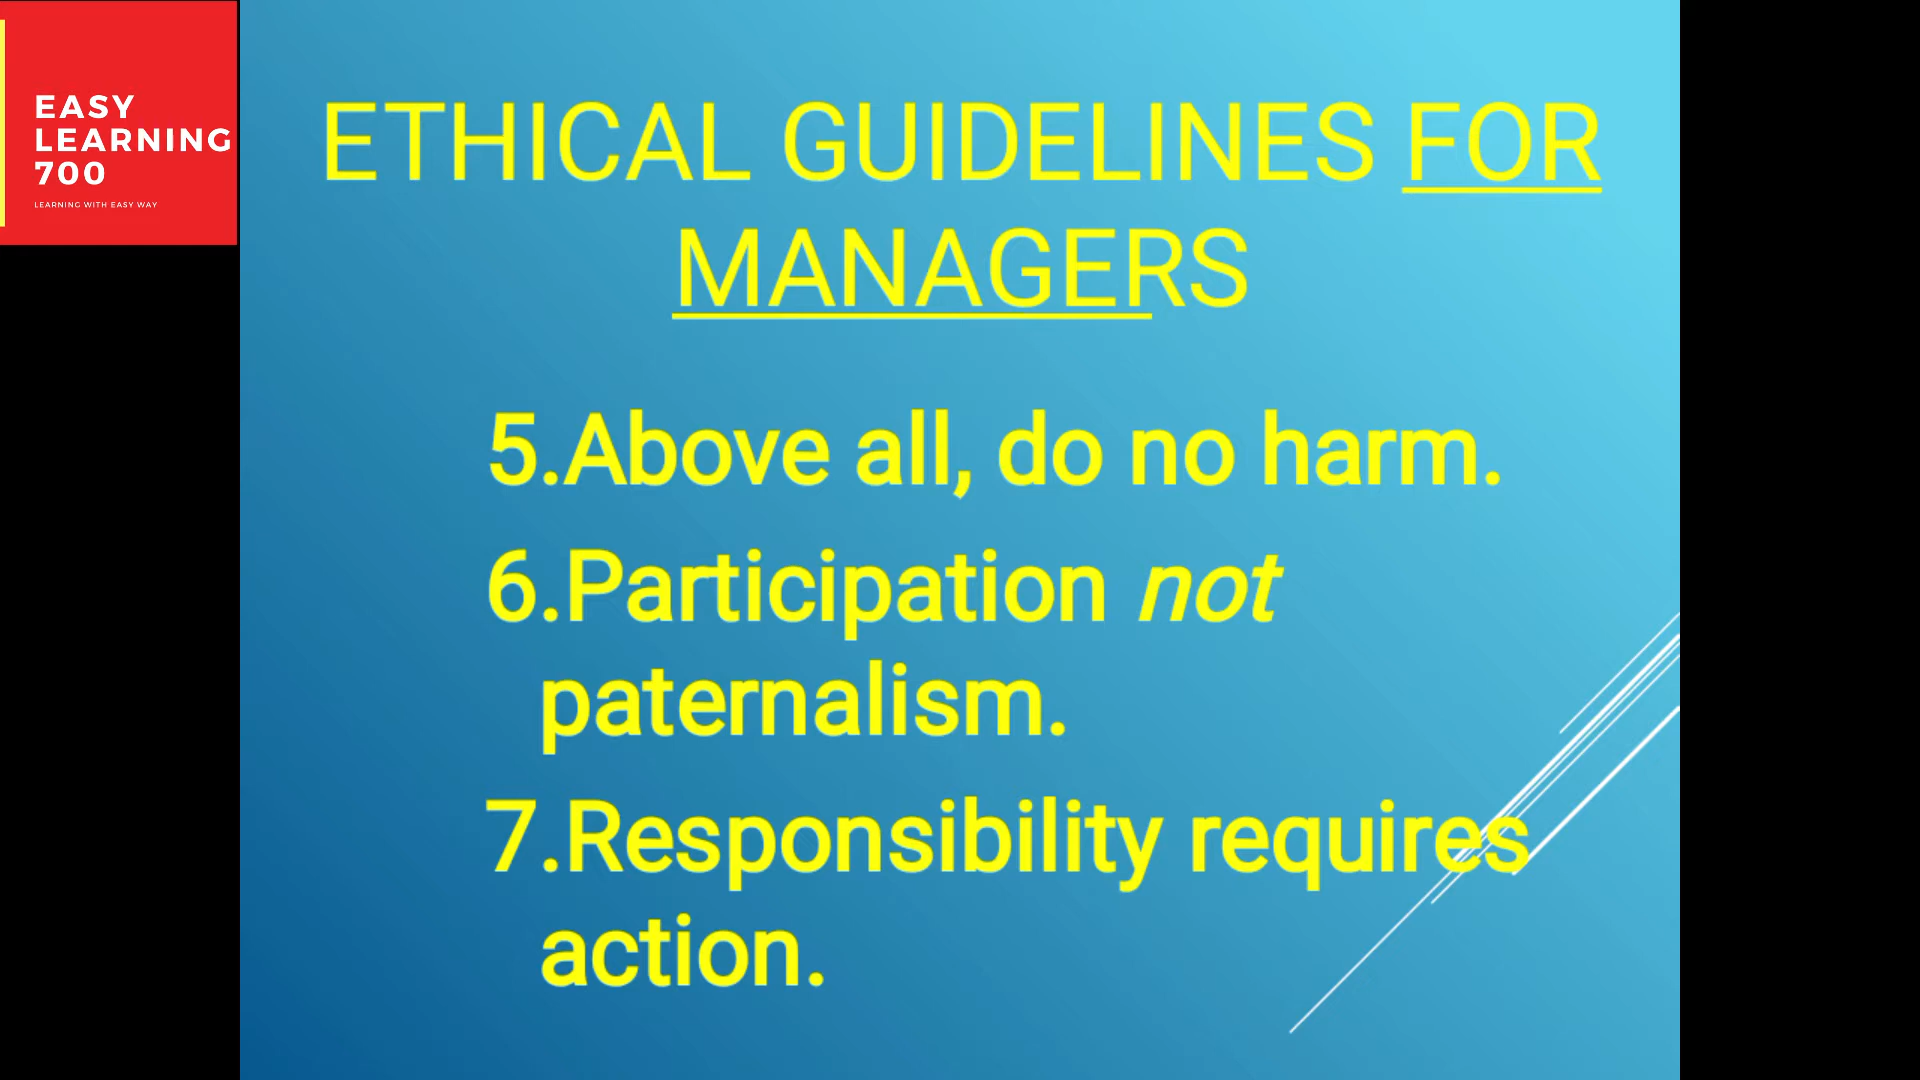 EASY
LEARNING
700
LEARNING WITH EASY WAY
ETHICAL GUIDELINES FOR
MANAGERS
5.Above all, do no harm.
6.Participation not
paternalism.
7.Responsibility requires
action.